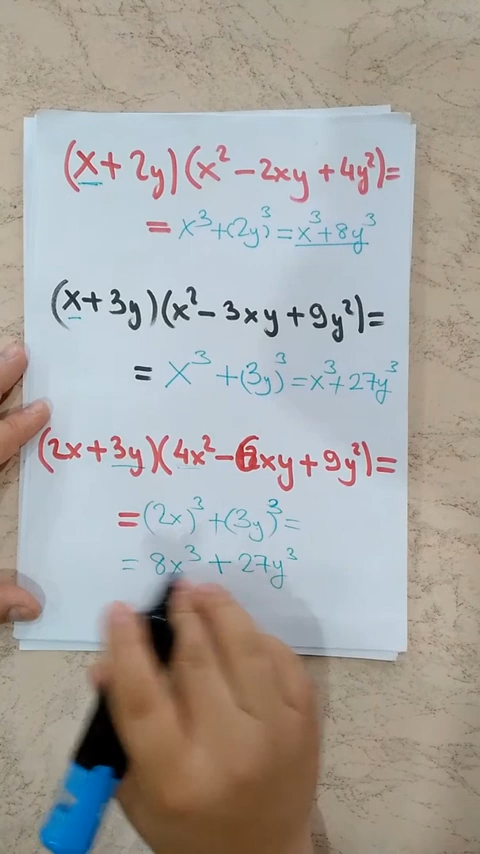 (x+2y)(x²-2xy+4y²)=
=x³+(2y)³=x³+8y³
(x+3y)(x²-3xy+9y²)=
=x³+(3y)³=x³+27y³
(2x+3y)(4x²-6xy+9y²)=
=(2x)³+(3y)³=
=8x³+27y³